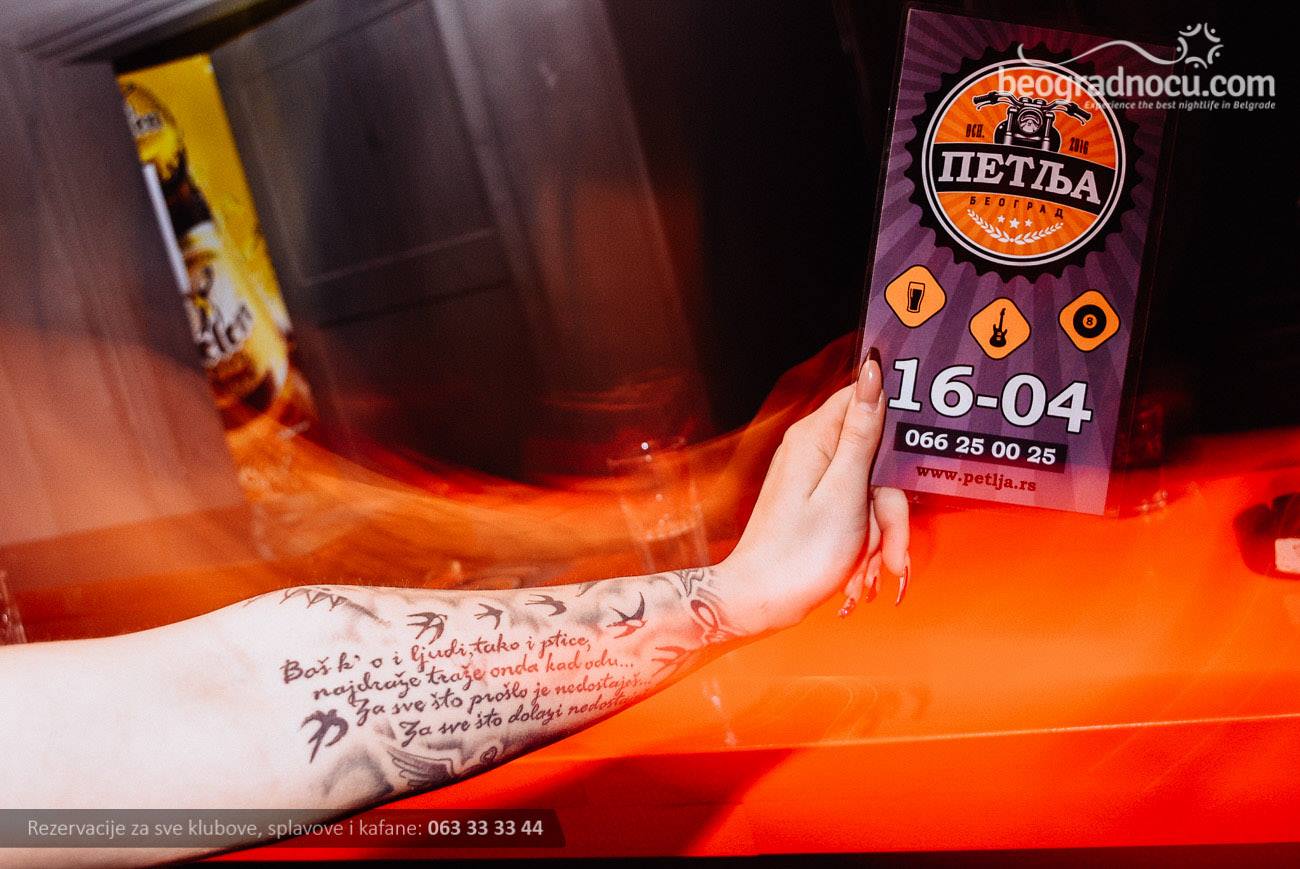 beogradnocu.com
Experience the best nightlife in Belgrade
ОСН. 2016
ПЕТЉА
БЕОГРАД
8
16-04
066 25 00 25
www.petlja.rs
Baš k'o i ljudi, tako i ptice,
najdraže traže onda kad odu...
Za sve što prošlo je nedostaješ...
Za sve što dolazi
Rezervacije za sve klubove, splavove i kafane: 063 33 33 44